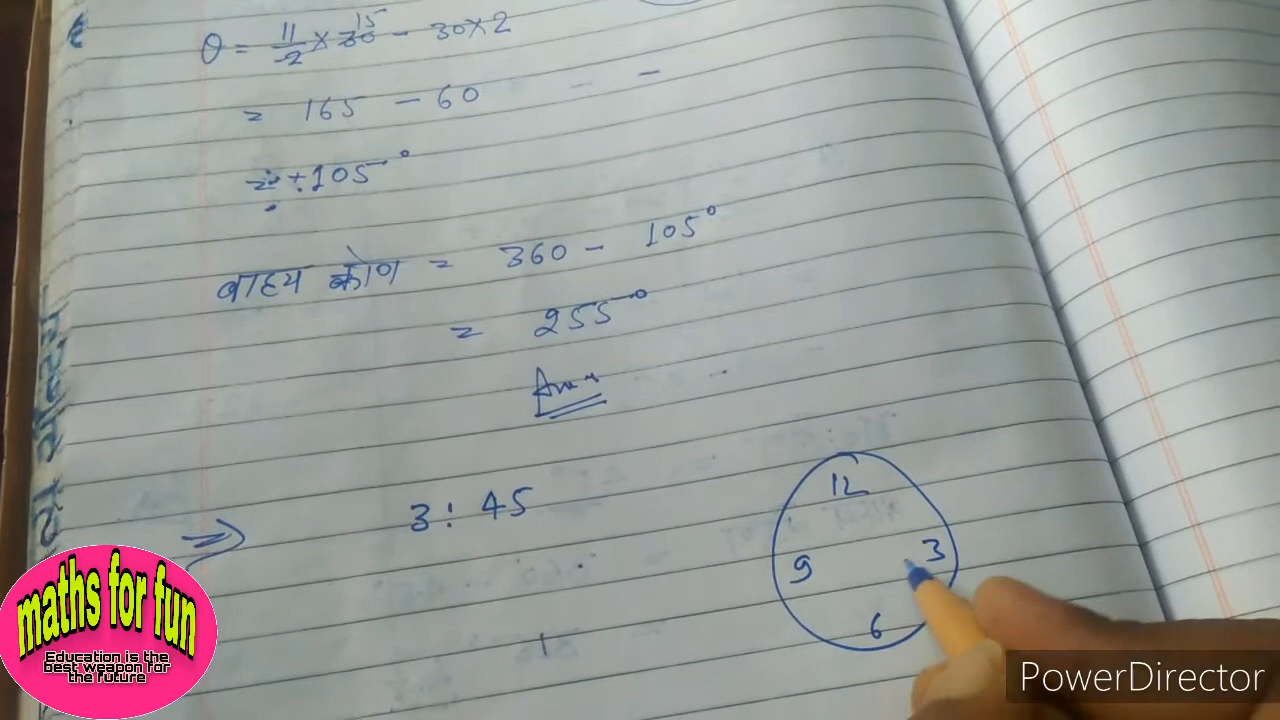 θ = 11/2 × 30 15 - 30×2
= 165 - 60
= +105°
बाहय कोण = 360 - 105°
= 255°
Ans
⇒ 3:45
12
9 3
6
maths for fun
Education is the
best weapon for
the future
PowerDirector